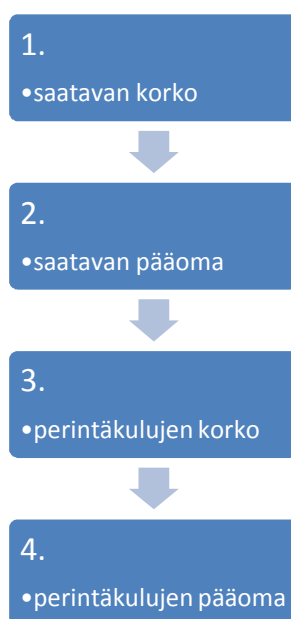 1.
•saatavan korko
2.
•saatavan pääoma
3.
•perintäkulujen korko
4.
•perintäkulujen pääoma